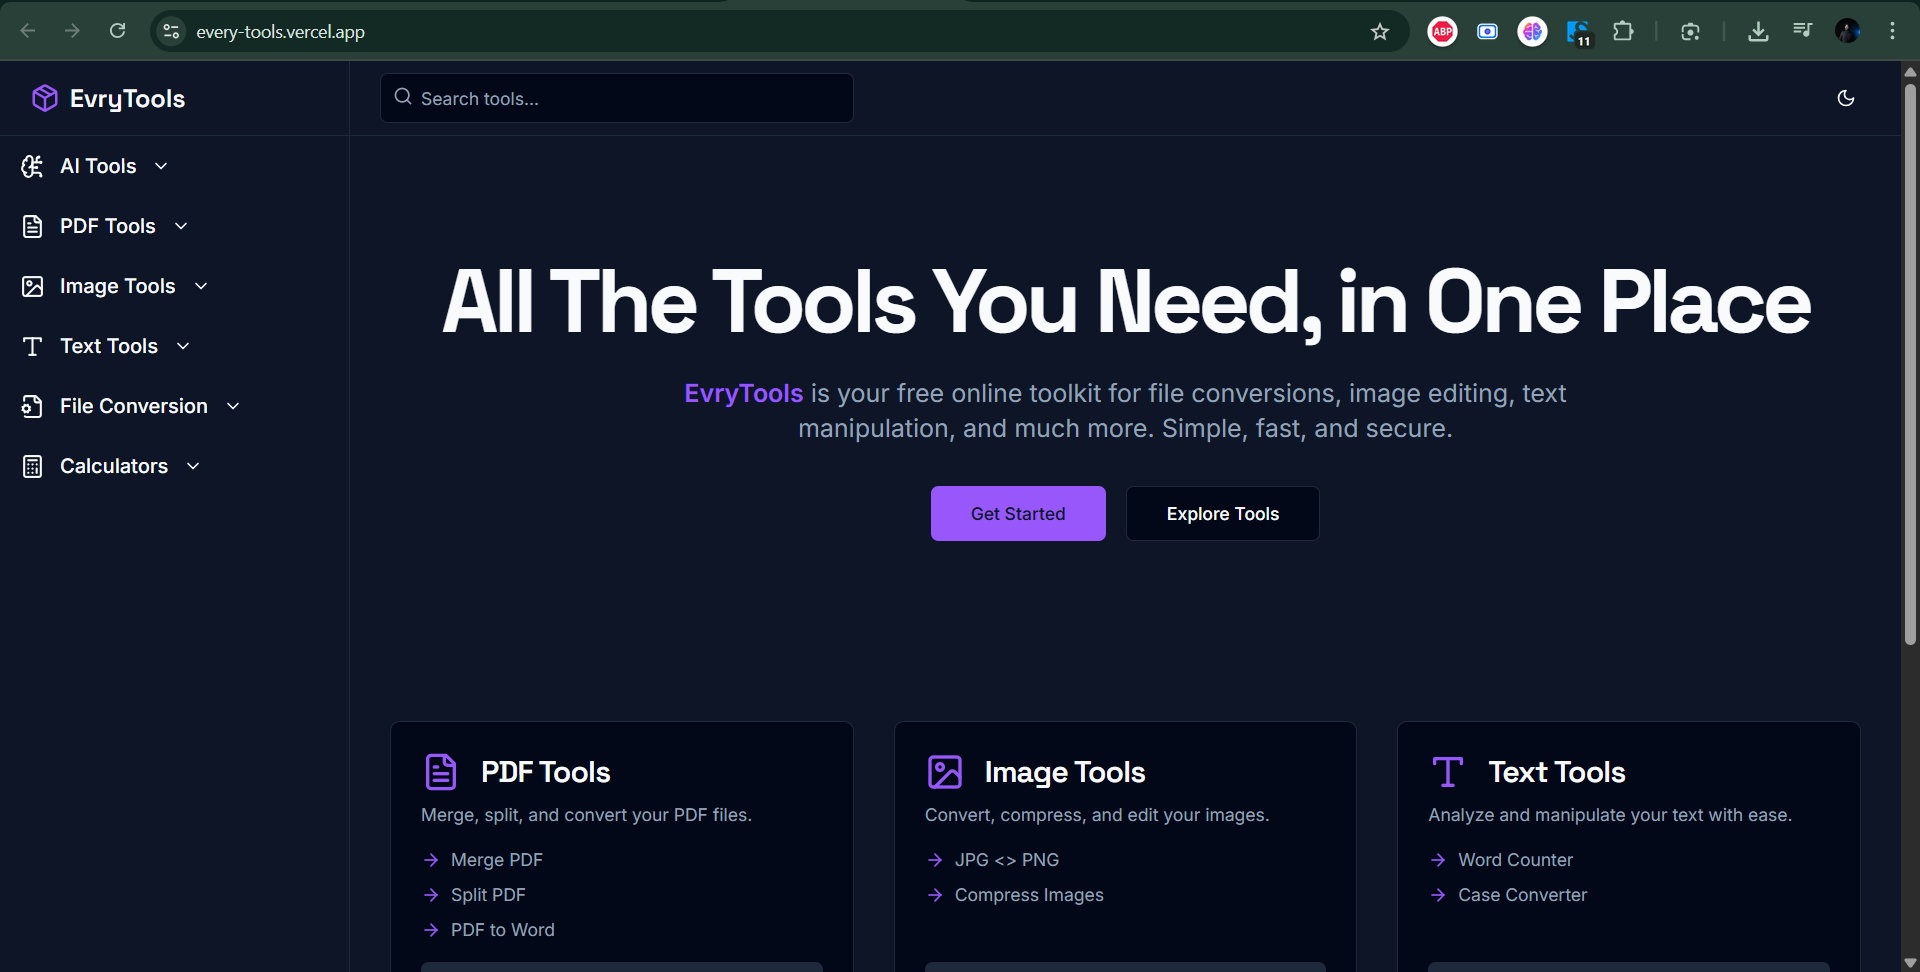 every-tools.vercel.app
ABP
11
EvryTools
Search tools...
AI Tools
PDF Tools
Image Tools
Text Tools
File Conversion
Calculators
All The Tools You Need, in One Place
EvryTools is your free online toolkit for file conversions, image editing, text
manipulation, and much more. Simple, fast, and secure.
Get Started
Explore Tools
PDF Tools
Merge, split, and convert your PDF files.
Merge PDF
Split PDF
PDF to Word
Image Tools
Convert, compress, and edit your images.
JPG <> PNG
Compress Images
Text Tools
Analyze and manipulate your text with ease.
Word Counter
Case Converter